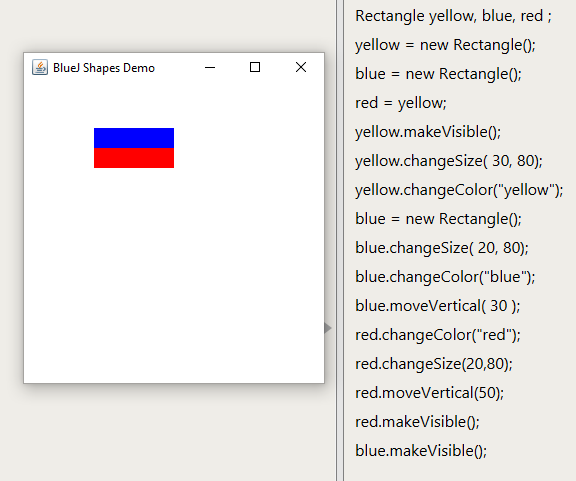 BlueJ Shapes Demo
Rectangle yellow, blue, red ;
yellow = new Rectangle();
blue = new Rectangle();
red = yellow;
yellow.makeVisible();
yellow.changeSize( 30, 80);
yellow.changeColor("yellow");
blue = new Rectangle();
blue.changeSize( 20, 80);
blue.changeColor("blue");
blue.moveVertical( 30 );
red.changeColor("red");
red.changeSize(20,80);
red.moveVertical(50);
red.makeVisible();
blue.makeVisible();